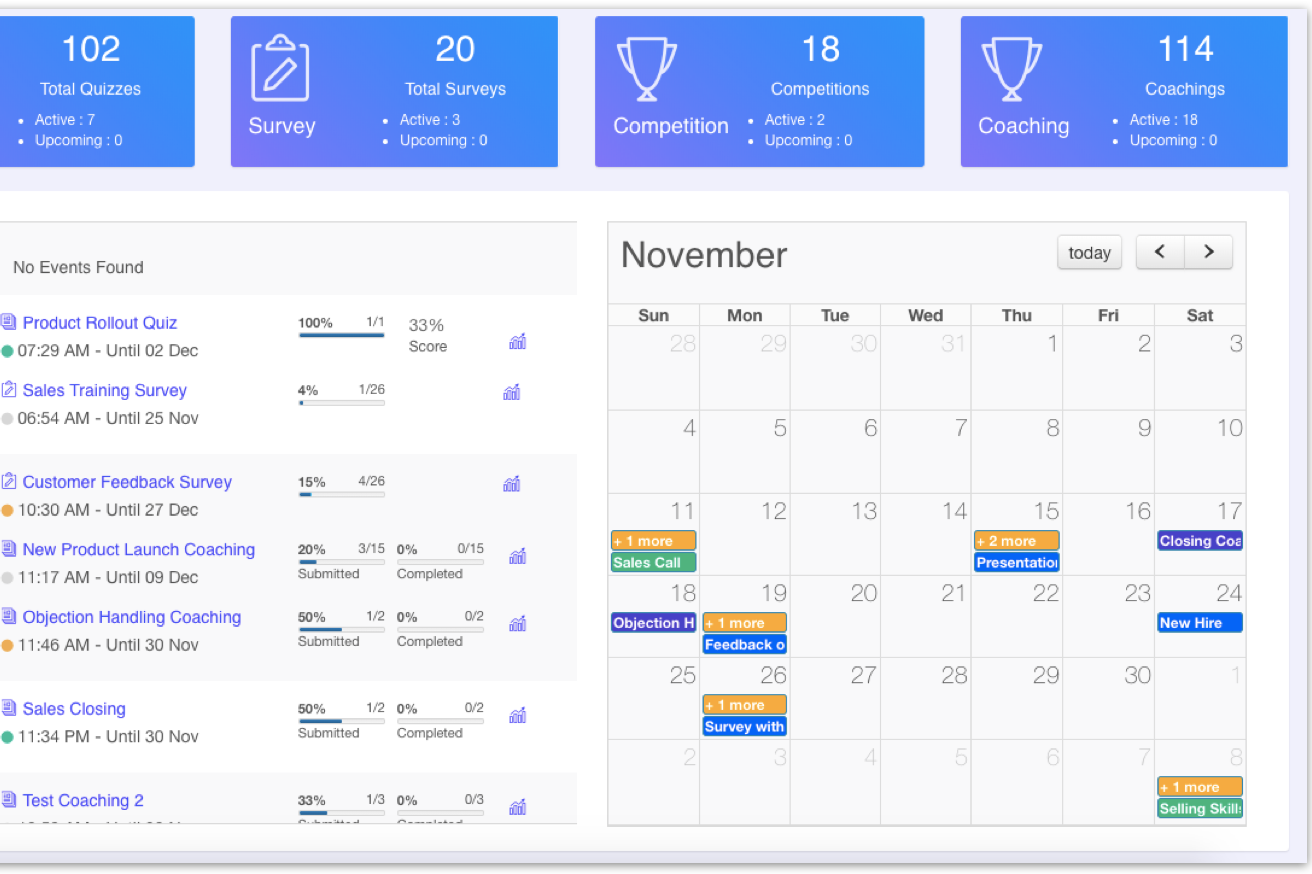 102
Total Quizzes
• Active : 7
• Upcoming : 0
Survey
20
Total Surveys
• Active : 3
• Upcoming : 0
Competition
18
Competitions
• Active : 2
• Upcoming : 0
Coaching
114
Coachings
• Active : 18
• Upcoming : 0
No Events Found
Product Rollout Quiz 100% 1/1 33%
07:29 AM - Until 02 Dec Score
Sales Training Survey 4% 1/26
06:54 AM - Until 25 Nov
Customer Feedback Survey 15% 4/26
10:30 AM - Until 27 Dec
New Product Launch Coaching 20% 3/15 0% 0/15
11:17 AM - Until 09 Dec Submitted Completed
Objection Handling Coaching 50% 1/2 0% 0/2
11:46 AM - Until 30 Nov Submitted Completed
Sales Closing 50% 1/2 0% 0/2
11:34 PM - Until 30 Nov Submitted Completed
Test Coaching 2 33% 1/3 0% 0/3
November today < >
Sun Mon Tue Wed Thu Fri Sat
28 29 30 31 1 2 3
4 5 6 7 8 9 10
11 12 13 14 15 16 17
+ 1 more + 2 more Closing Coa
Sales Call Presentation
18 19 20 21 22 23 24
Objection H + 1 more New Hire
Feedback o
25 26 27 28 29 30 1
+ 1 more
Survey with
2 3 4 5 6 7 8
+ 1 more
Selling Skill